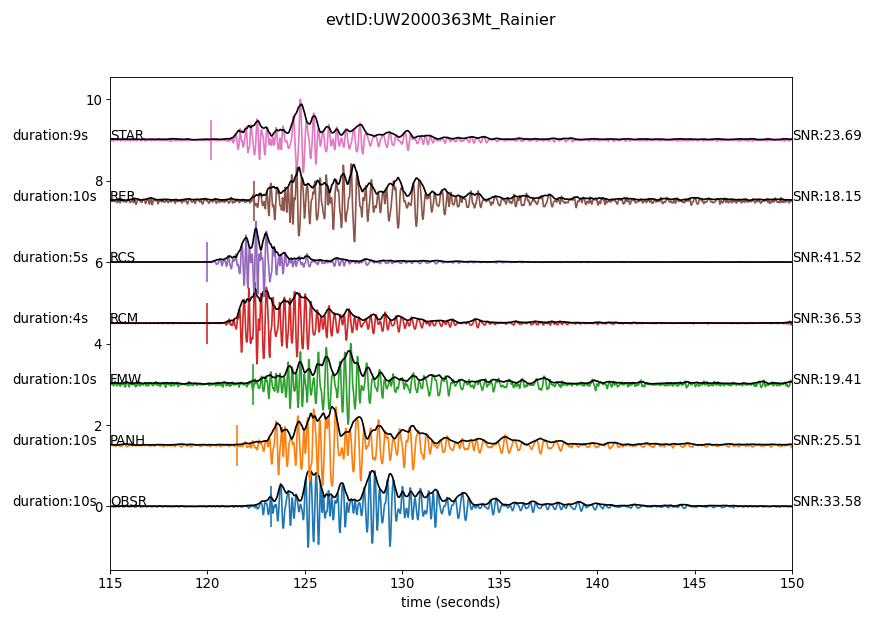 evtID:UW2000363Mt_Rainier
10
duration:9s STAR SNR:23.69
8
duration:10s RER SNR:18.15
duration:5s 6 RCS SNR:41.52
duration:4s RCM SNR:36.53
4
duration:10s FMW SNR:19.41
2
duration:10s PANH SNR:25.51
duration:10s 0 OBSR SNR:33.58
115 120 125 130 135 140 145 150
time (seconds)